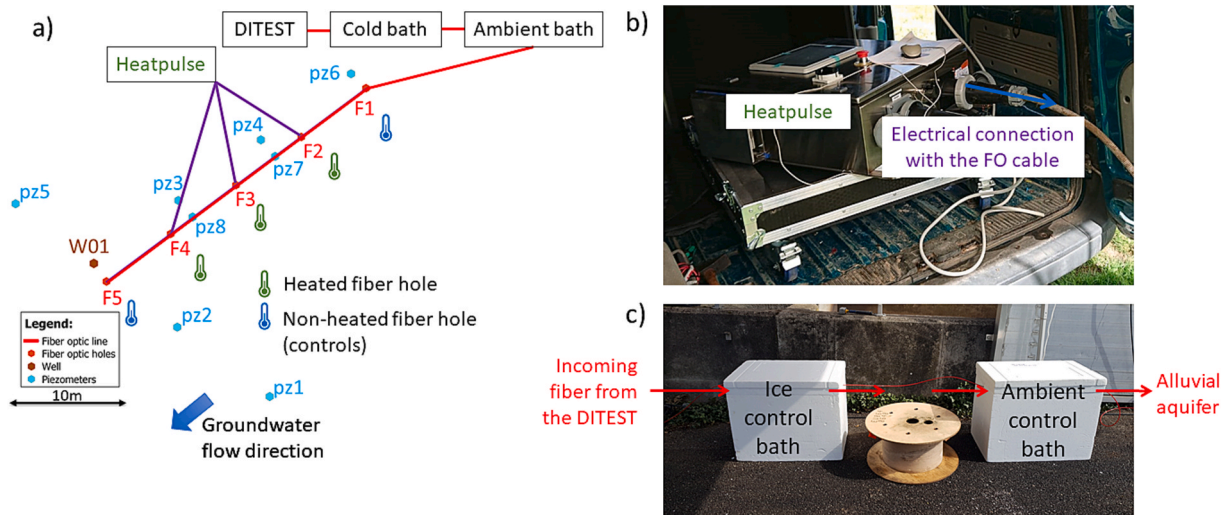 a)
DITEST
Cold bath
Ambient bath
Heatpulse
pz6
F1
pz4
F2
pz7
pz3
F3
pz5
pz8
F4
W01
F5
Heated fiber hole
Non-heated fiber hole
(controls)
pz2
Legend:
Fiber optic line
Fiber optic holes
Well
Piezometers
10m
pz1
Groundwater
flow direction
b)
Heatpulse
Electrical connection
with the FO cable
c)
Incoming
fiber from
the DITEST
Ice
control
bath
Ambient
control
bath
Alluvial
aquifer